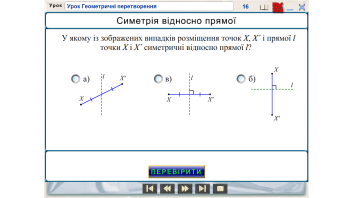 Урок Урок Геометричні перетворення 16
Симетрія відносно прямої
У якому із зображених випадків розміщення точок X, X′ і прямої l
точки X і X′ симетричні відносно прямої l?
а) l X′ X
в) l X X′
б) X l X′
ПЕРЕВІРИТИ